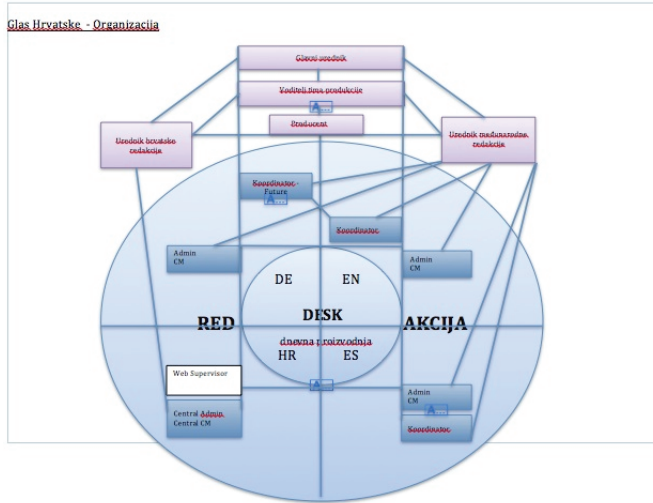 Glas Hrvatske - Organizacija
Glavni urednik
Voditelj tima produkcije
A
Producent
Urednik hrvatske
redakcije
Urednik međunarodne
redakcije
Koordinator -
Future
A
Koordinator
Admin
CM
Admin
CM
DE
EN
RED
DESK
AKCIJA
dnevna proizvodnja
HR
ES
Web Supervisor
A
Admin
CM
A
Central Admin
Central CM
Koordinator